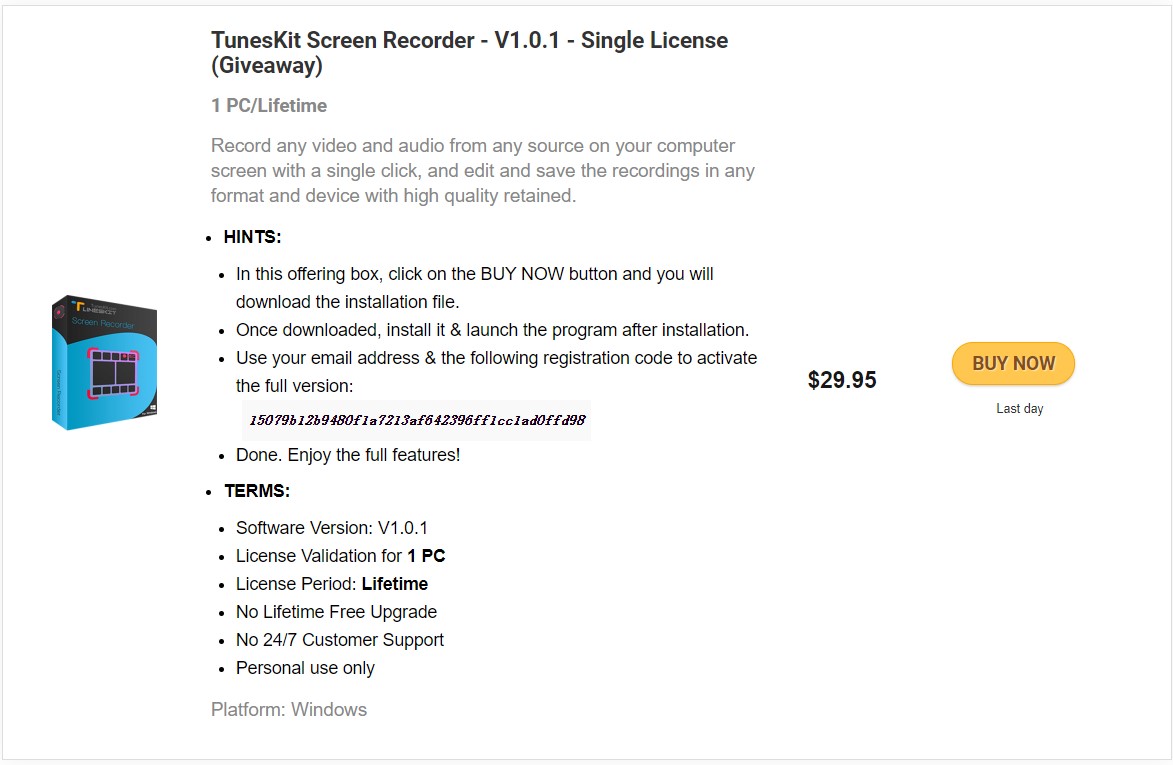 TunesKit Screen Recorder - V1.0.1 - Single License
(Giveaway)
1 PC/Lifetime
Record any video and audio from any source on your computer
screen with a single click, and edit and save the recordings in any
format and device with high quality retained.
HINTS:
In this offering box, click on the BUY NOW button and you will
download the installation file.
Once downloaded, install it & launch the program after installation.
Use your email address & the following registration code to activate
the full version:
15079b12b9480f1a7213af642396ff1cc1ad0ffd98
Done. Enjoy the full features!
TERMS:
Software Version: V1.0.1
License Validation for 1 PC
License Period: Lifetime
No Lifetime Free Upgrade
No 24/7 Customer Support
Personal use only
Platform: Windows
TUNESKIT
Screen Recorder
Screen Recorder
$29.95
BUY NOW
Last day